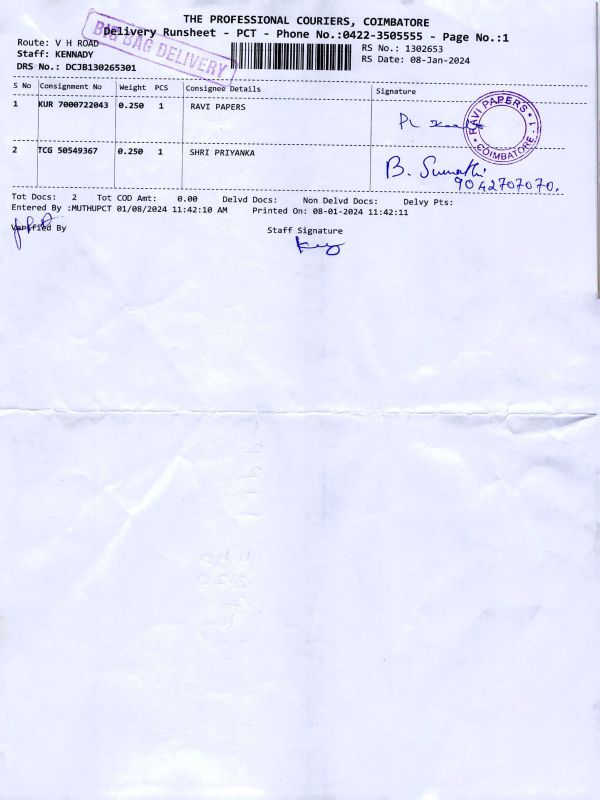 THE PROFESSIONAL COURIERS, COIMBATORE
Delivery Runsheet - PCT - Phone No.:0422-3505555 - Page No.:1
BIG BAG DELIVERY
Route: V H ROAD
Staff: KENNADY
DRS No.: DCJB130265301
RS No.: 1302653
RS Date: 08-Jan-2024
S No Consignment No Weight PCS Consignee Details Signature
1 KUR 7000722043 0.250 1 RAVI PAPERS
RAVI PAPERS * 1 * COIMBATORE
2 TCG 50549367 0.250 1 SHRI PRIYANKA
B. Sumathi
9042707070.
Tot Docs: 2 Tot COD Amt: 0.00 Delvd Docs: Non Delvd Docs: Delvy Pts:
Entered By :MUTHUPCT 01/08/2024 11:42:10 AM Printed On: 08-01-2024 11:42:11
Verified By Staff Signature